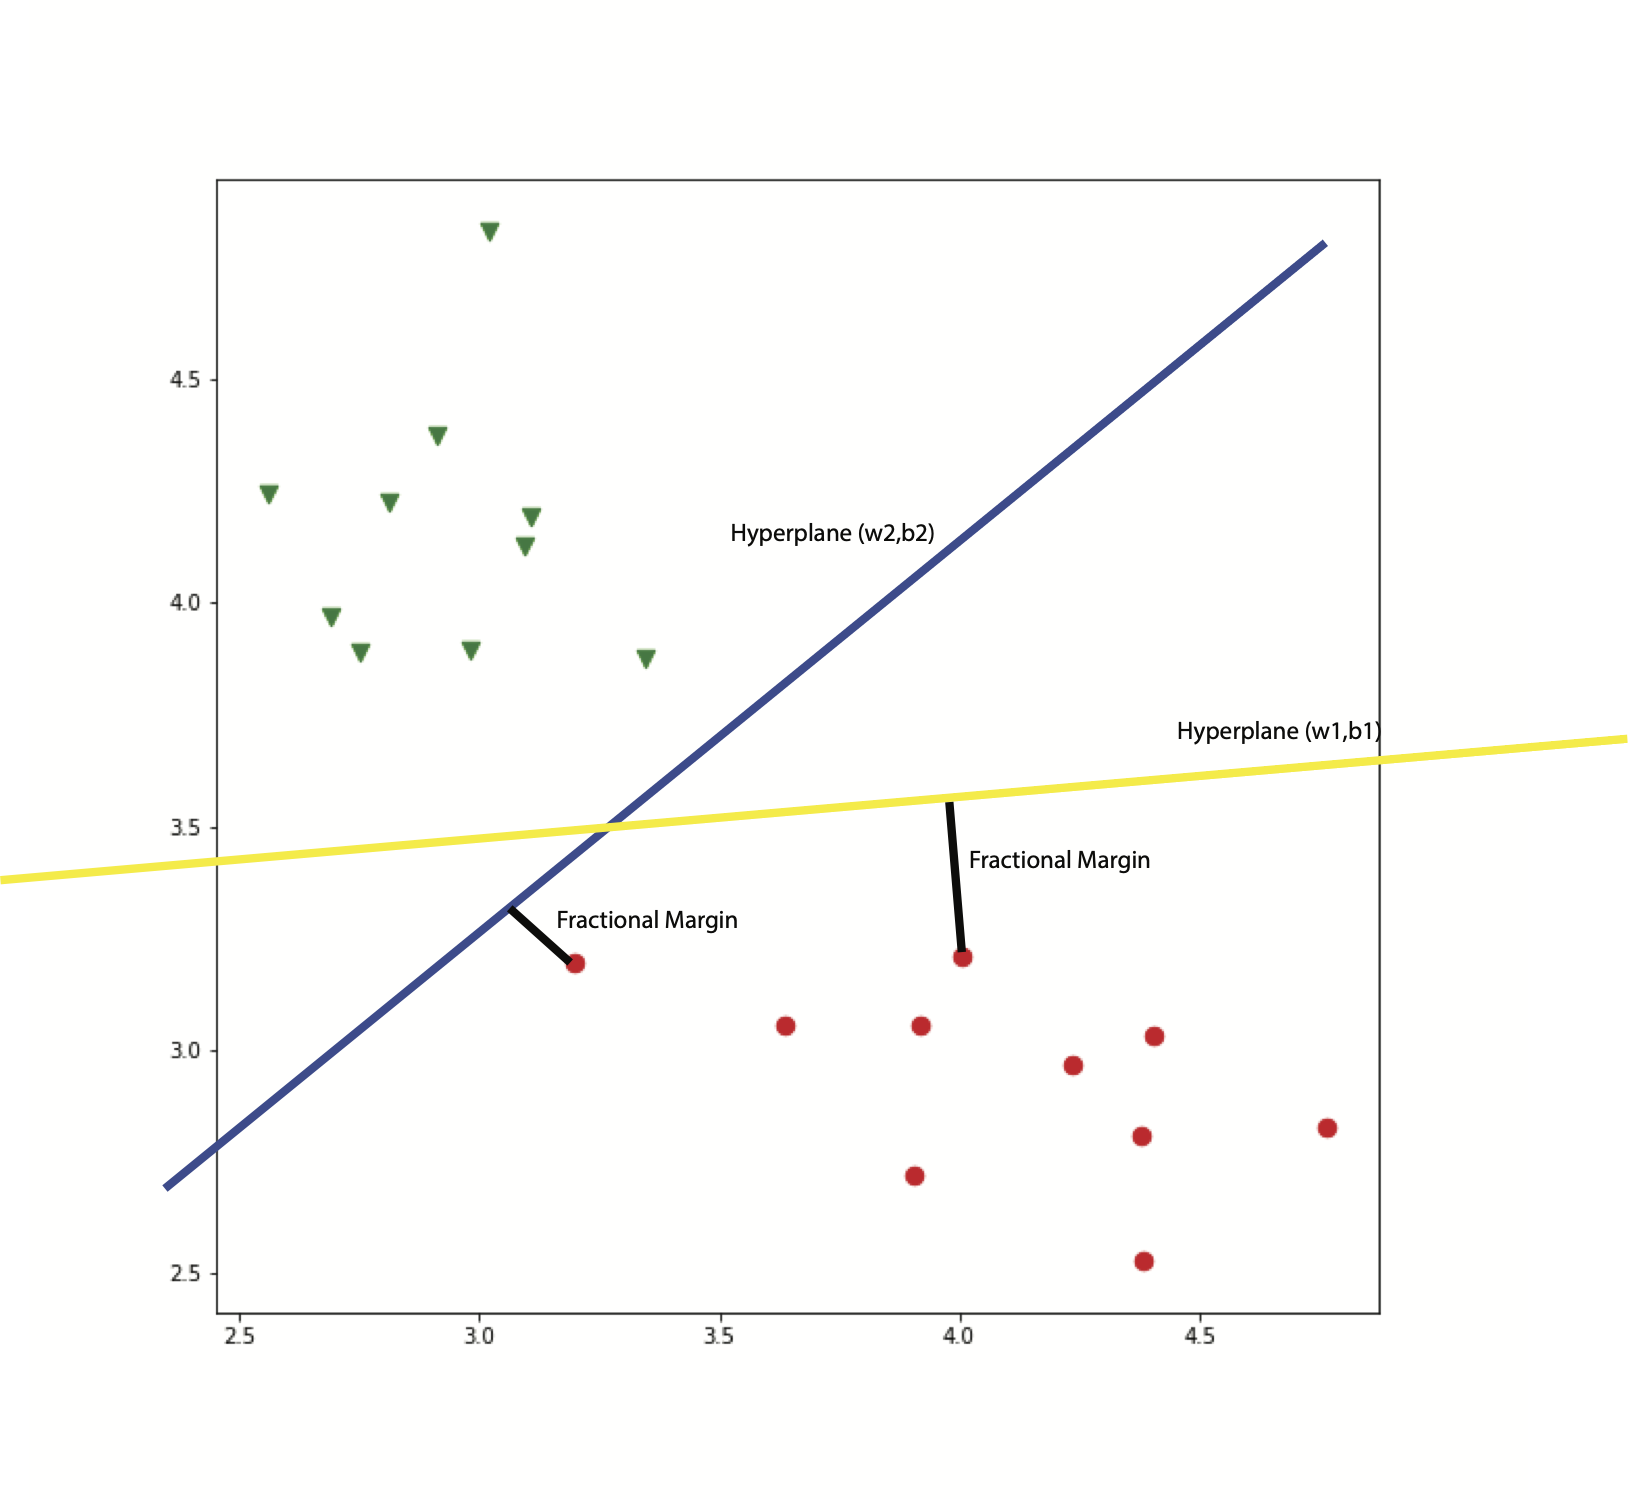 4.5
Hyperplane (w2,b2)
4.0
Hyperplane (w1,b1)
3.5
Fractional Margin
Fractional Margin
3.0
2.5
2.5 3.0 3.5 4.0 4.5